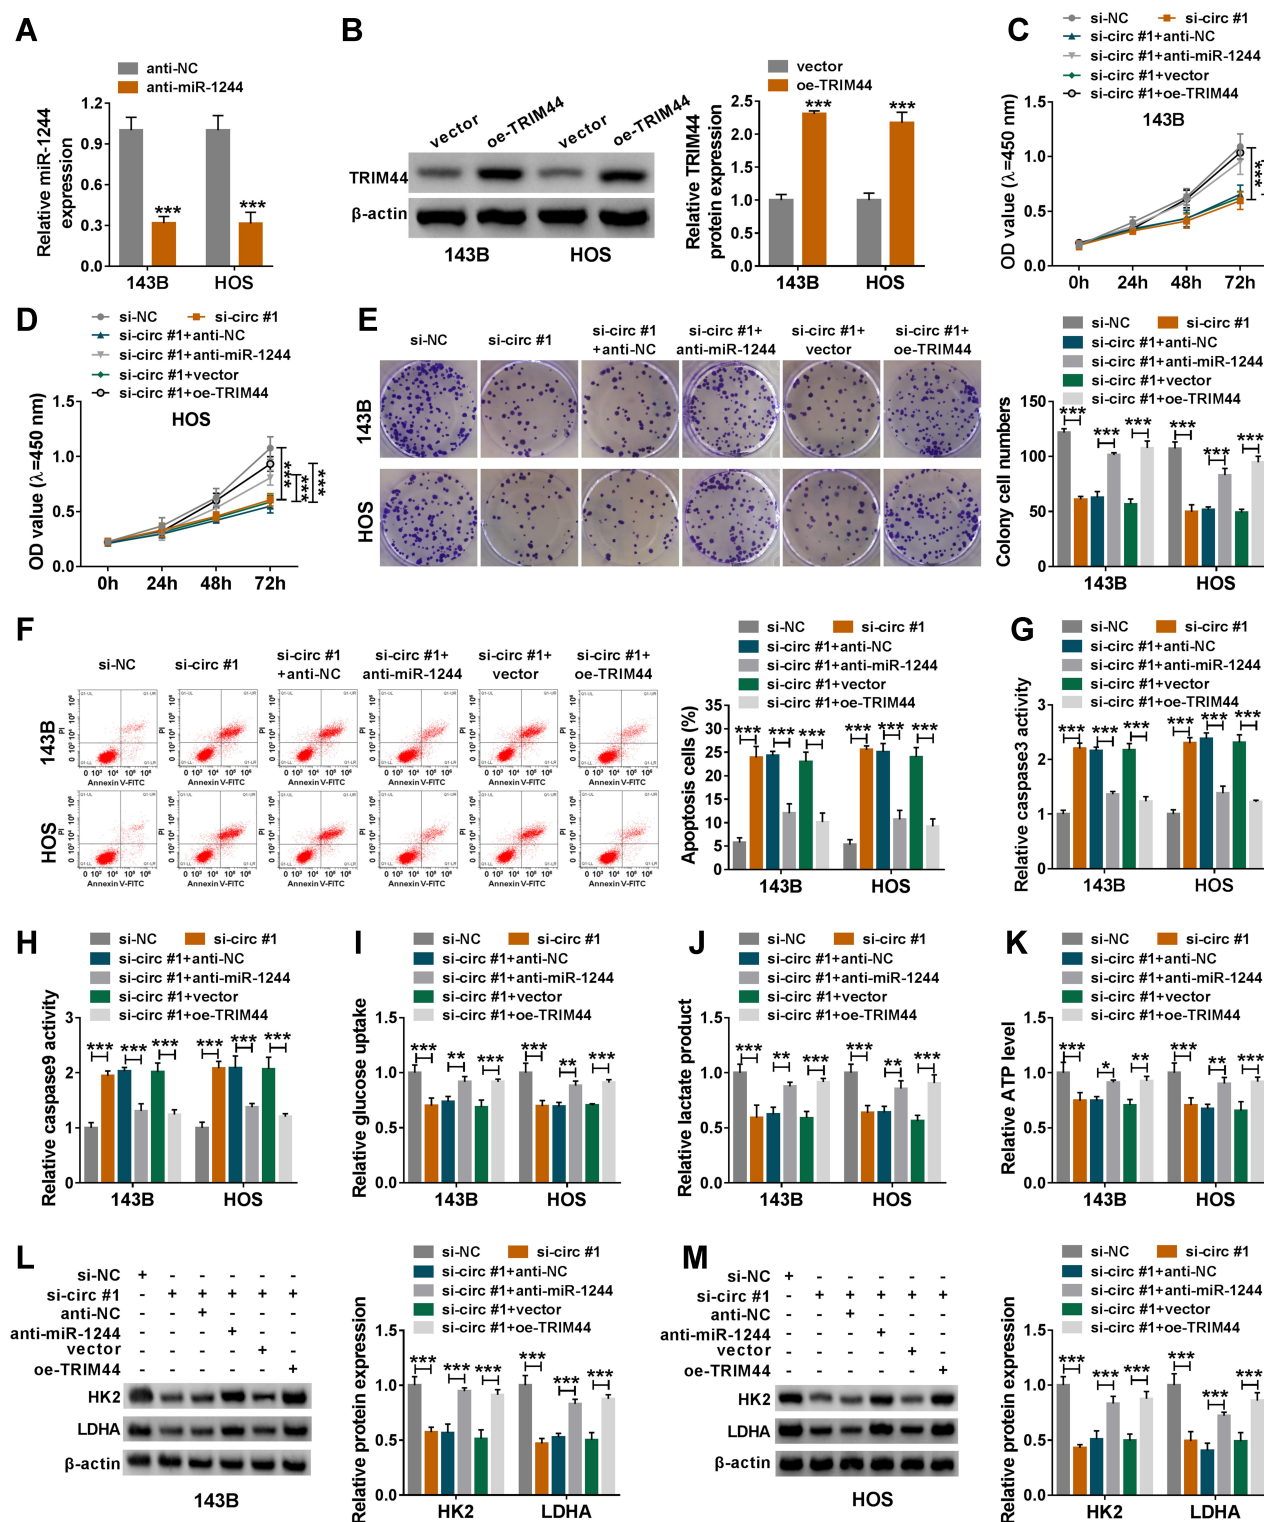 A
anti-NC
anti-miR-1244
Relative miR-1244
expression
1.2
0.9
0.6
0.3
0.0
***
***
143B
HOS
B
vector
oe-TRIM44
vector
oe-TRIM44
TRIM44
β-actin
143B
HOS
vector
oe-TRIM44
Relative TRIM44
protein expression
2.5
2.0
1.5
1.0
0.5
0.0
***
***
143B
HOS
C
si-NC
si-circ #1
si-circ #1+anti-NC
si-circ #1+anti-miR-1244
si-circ #1+vector
si-circ #1+oe-TRIM44
143B
OD value (λ=450 nm)
1.5
1.0
0.5
0.0
0h
24h
48h
72h
***
D
si-NC
si-circ #1
si-circ #1+anti-NC
si-circ #1+anti-miR-1244
si-circ #1+vector
si-circ #1+oe-TRIM44
HOS
OD value (λ=450 nm)
1.5
1.0
0.5
0.0
0h
24h
48h
72h
***
***
***
E
si-NC
si-circ #1
si-circ #1
+anti-NC
si-circ #1+
anti-miR-1244
si-circ #1+
vector
si-circ #1+
oe-TRIM44
143B
HOS
si-NC
si-circ #1
si-circ #1+anti-NC
si-circ #1+anti-miR-1244
si-circ #1+vector
si-circ #1+oe-TRIM44
Colony cell numbers
150
100
50
0
*** *** *** *** *** ***
143B
HOS
F
si-NC
si-circ #1
si-circ #1
+anti-NC
si-circ #1+
anti-miR-1244
si-circ #1+
vector
si-circ #1+
oe-TRIM44
143B
HOS
PI
Annexin V-FITC
Annexin V-FITC
Annexin V-FITC
Annexin V-FITC
Annexin V-FITC
Annexin V-FITC
PI
Annexin V-FITC
Annexin V-FITC
Annexin V-FITC
Annexin V-FITC
Annexin V-FITC
Annexin V-FITC
si-NC
si-circ #1
si-circ #1+anti-NC
si-circ #1+anti-miR-1244
si-circ #1+vector
si-circ #1+oe-TRIM44
Apoptosis cells (%)
35
30
25
20
15
10
5
0
*** *** *** *** *** ***
143B
HOS
G
si-NC
si-circ #1
si-circ #1+anti-NC
si-circ #1+anti-miR-1244
si-circ #1+vector
si-circ #1+oe-TRIM44
Relative caspase3 activity
3
2
1
0
*** *** *** *** *** ***
143B
HOS
H
si-NC
si-circ #1
si-circ #1+anti-NC
si-circ #1+anti-miR-1244
si-circ #1+vector
si-circ #1+oe-TRIM44
Relative caspase9 activity
3
2
1
0
*** *** *** *** *** ***
143B
HOS
I
si-NC
si-circ #1
si-circ #1+anti-NC
si-circ #1+anti-miR-1244
si-circ #1+vector
si-circ #1+oe-TRIM44
Relative glucose uptake
1.5
1.0
0.5
0.0
*** ** *** *** ** ***
143B
HOS
J
si-NC
si-circ #1
si-circ #1+anti-NC
si-circ #1+anti-miR-1244
si-circ #1+vector
si-circ #1+oe-TRIM44
Relative lactate product
1.5
1.0
0.5
0.0
*** ** *** *** ** ***
143B
HOS
K
si-NC
si-circ #1
si-circ #1+anti-NC
si-circ #1+anti-miR-1244
si-circ #1+vector
si-circ #1+oe-TRIM44
Relative ATP level
1.5
1.0
0.5
0.0
*** * ** *** ** ***
143B
HOS
L
si-NC + - - - - -
si-circ #1 - + + + + +
anti-NC - - + - - -
anti-miR-1244 - - - + - -
vector - - - - + -
oe-TRIM44 - - - - - +
HK2
LDHA
β-actin
143B
si-NC
si-circ #1
si-circ #1+anti-NC
si-circ #1+anti-miR-1244
si-circ #1+vector
si-circ #1+oe-TRIM44
Relative protein expression
1.5
1.0
0.5
0.0
*** *** *** *** *** ***
HK2
LDHA
M
si-NC + - - - - -
si-circ #1 - + + + + +
anti-NC - - + - - -
anti-miR-1244 - - - + - -
vector - - - - + -
oe-TRIM44 - - - - - +
HK2
LDHA
β-actin
HOS
si-NC
si-circ #1
si-circ #1+anti-NC
si-circ #1+anti-miR-1244
si-circ #1+vector
si-circ #1+oe-TRIM44
Relative protein expression
1.5
1.0
0.5
0.0
*** *** *** *** *** ***
HK2
LDHA